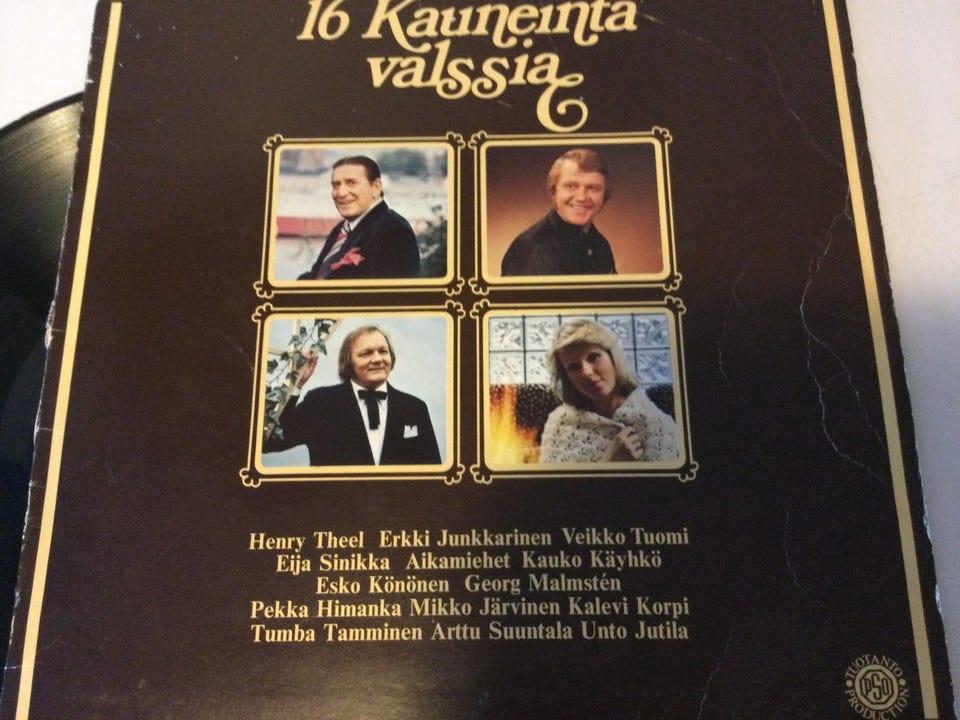 16 Kauneinta
valssia
Henry Theel Erkki Junkkarinen Veikko Tuomi
Eija Sinikka Aikamiehet Kauko Käyhkö
Esko Könönen Georg Malmstén
Pekka Himanka Mikko Järvinen Kalevi Korpi
Tumba Tamminen Arttu Suuntala Unto Jutila
TUOTANTO
PSO
PRODUCTION